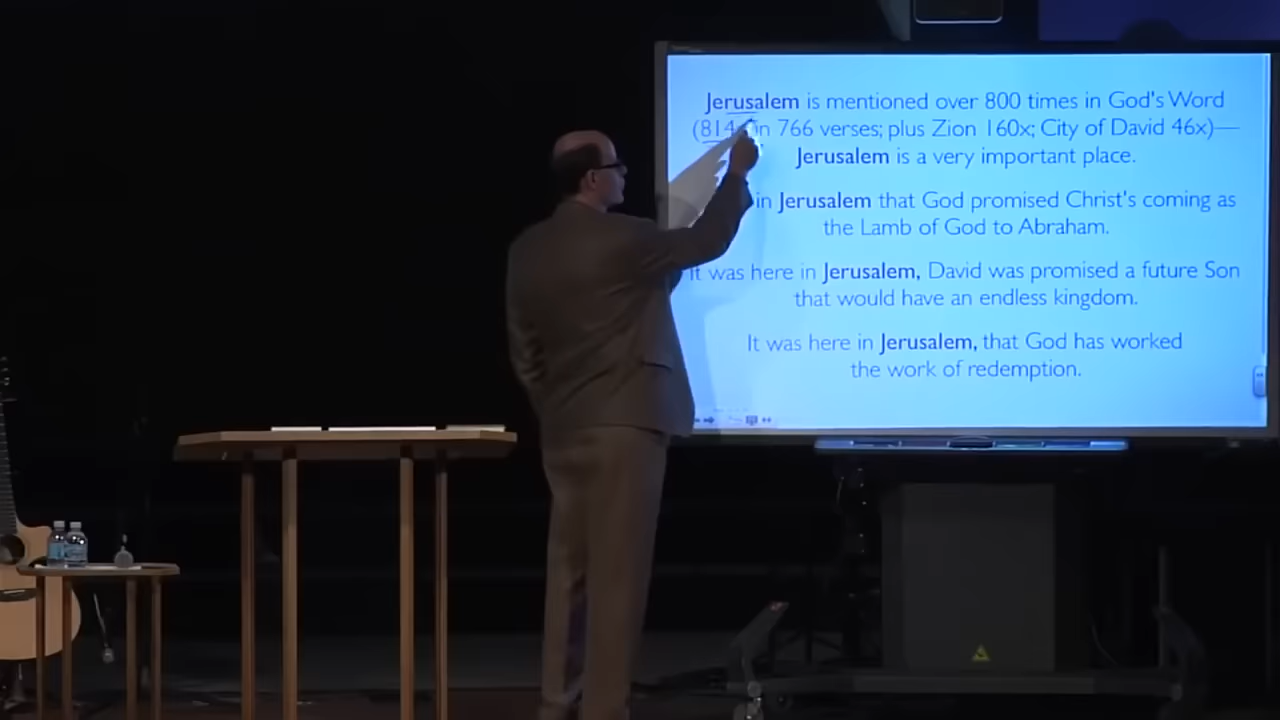 Jerusalem is mentioned over 800 times in God's Word
(814 in 766 verses; plus Zion 160x; City of David 46x)—
Jerusalem is a very important place.
in Jerusalem that God promised Christ's coming as
the Lamb of God to Abraham.
It was here in Jerusalem, David was promised a future Son
that would have an endless kingdom.
It was here in Jerusalem, that God has worked
the work of redemption.